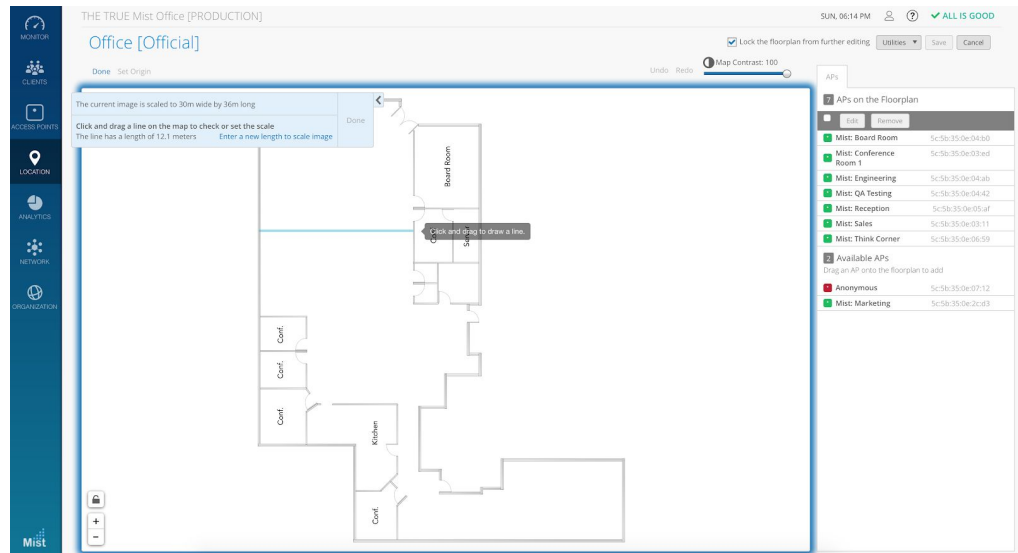 THE TRUE Mist Office [PRODUCTION]
SUN, 06:14 PM
?
ALL IS GOOD
MONITOR
CLIENTS
ACCESS POINTS
LOCATION
ANALYTICS
NETWORK
ORGANIZATION
Mist
Office [Official]
Lock the floorplan from further editing
Utilities
Save
Cancel
Done Set Origin
Undo Redo
Map Contrast: 100
The current image is scaled to 30m wide by 36m long
Click and drag a line on the map to check or set the scale
The line has a length of 12.1 meters Enter a new length to scale image
Done
Board Room
Click and drag to draw a line.
Conf.
Conf.
Conf.
Kitchen
Conf.
+
-
APs
7 APs on the Floorplan
Edit Remove
Mist: Board Room 5c:5b:35:0e:04:b0
Mist: Conference 5c:5b:35:0e:03:ed
Room 1
Mist: Engineering 5c:5b:35:0e:04:ab
Mist: QA Testing 5c:5b:35:0e:04:42
Mist: Reception 5c:5b:35:0e:05:af
Mist: Sales 5c:5b:35:0e:03:11
Mist: Think Corner 5c:5b:35:0e:06:59
2 Available APs
Drag an AP onto the floorplan to add
Anonymous 5c:5b:35:0e:07:12
Mist: Marketing 5c:5b:35:0e:2c:d3